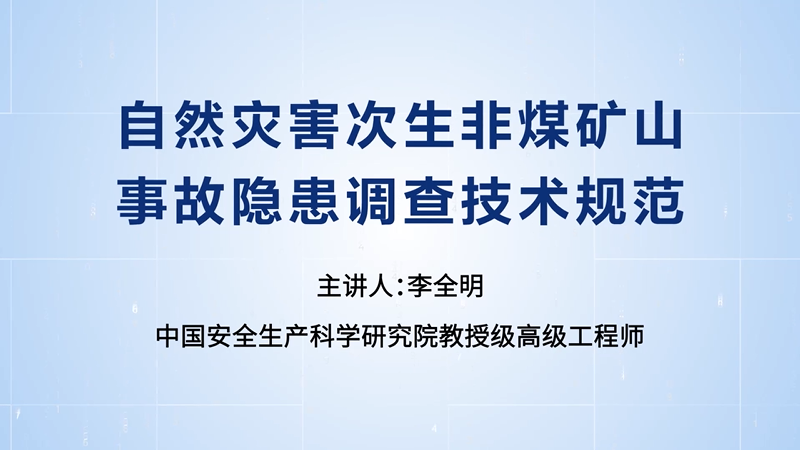 自然灾害次生非煤矿山
事故隐患调查技术规范
主讲人：李全明
中国安全生产科学研究院教授级高级工程师